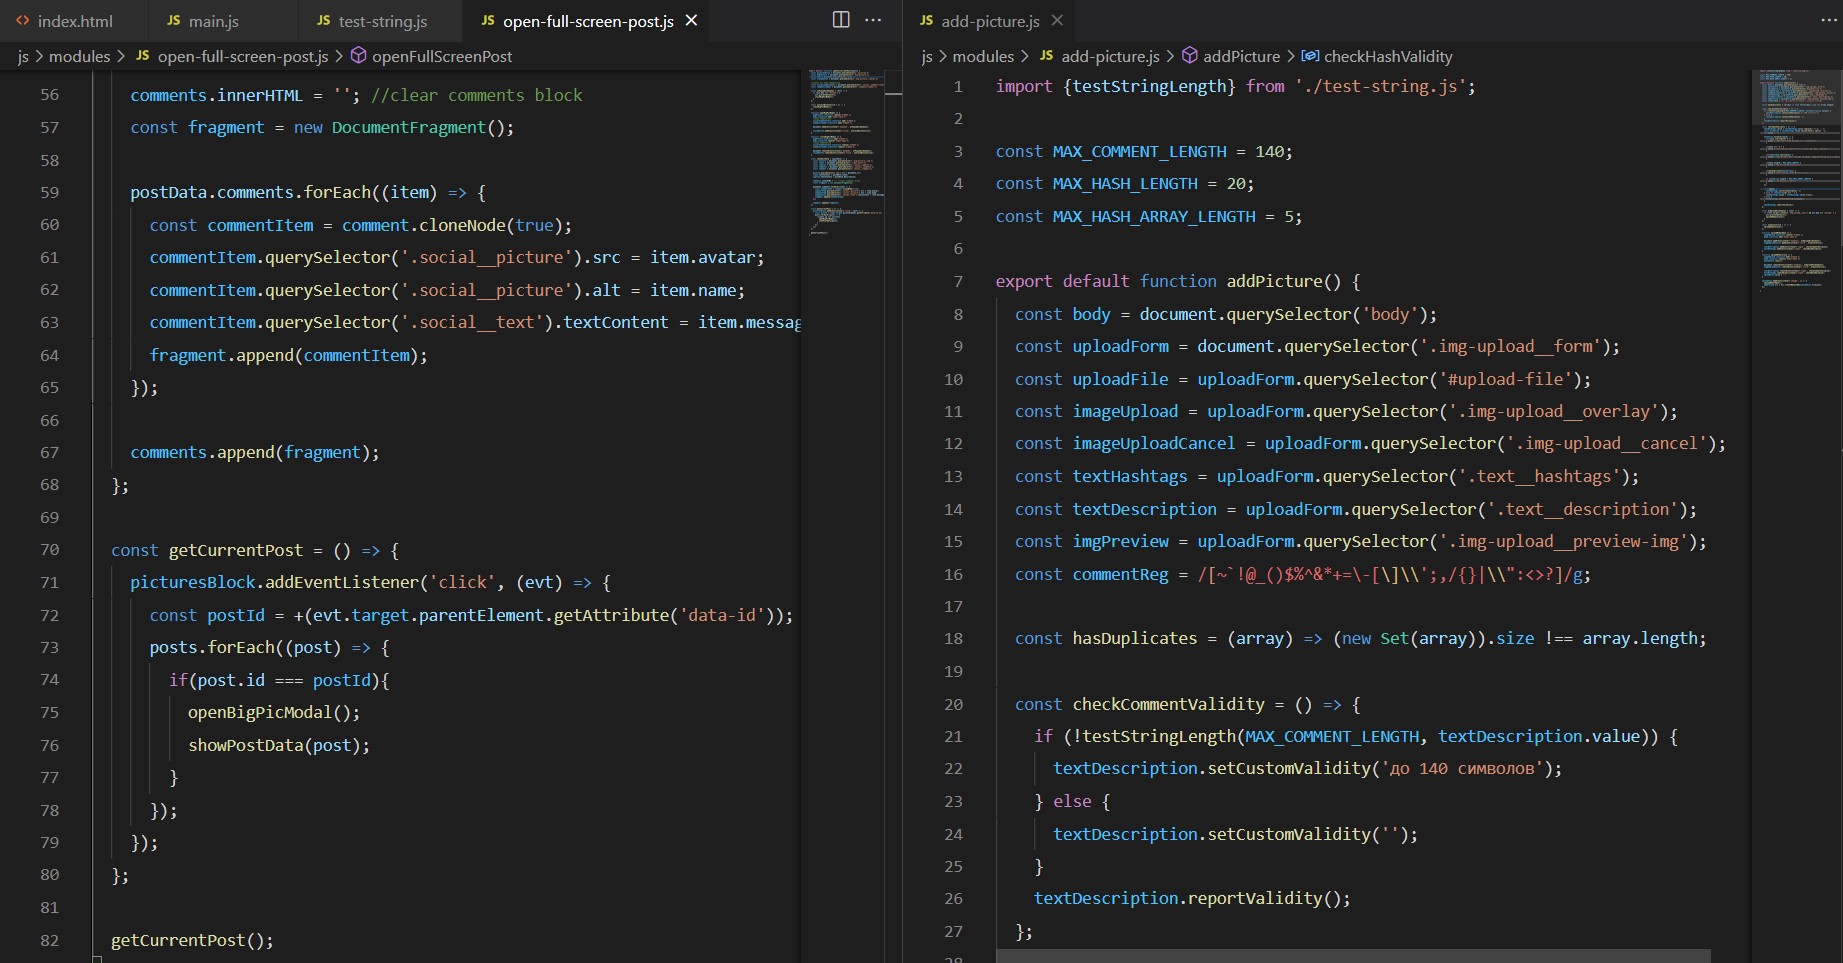 index.html
JS main.js
JS test-string.js
JS open-full-screen-post.js
js > modules > JS open-full-screen-post.js > openFullScreenPost
56 comments.innerHTML = ''; //clear comments block
57 const fragment = new DocumentFragment();
58
59 postData.comments.forEach((item) => {
60 const commentItem = comment.cloneNode(true);
61 commentItem.querySelector('.social__picture').src = item.avatar;
62 commentItem.querySelector('.social__picture').alt = item.name;
63 commentItem.querySelector('.social__text').textContent = item.messag
64 fragment.append(commentItem);
65 });
66
67 comments.append(fragment);
68 };
69
70 const getCurrentPost = () => {
71 picturesBlock.addEventListener('click', (evt) => {
72 const postId = +(evt.target.parentElement.getAttribute('data-id'));
73 posts.forEach((post) => {
74 if(post.id === postId){
75 openBigPicModal();
76 showPostData(post);
77 }
78 });
79 });
80 };
81
82 getCurrentPost();
JS add-picture.js
js > modules > JS add-picture.js > addPicture > checkHashValidity
1 import {testStringLength} from './test-string.js';
2
3 const MAX_COMMENT_LENGTH = 140;
4 const MAX_HASH_LENGTH = 20;
5 const MAX_HASH_ARRAY_LENGTH = 5;
6
7 export default function addPicture() {
8 const body = document.querySelector('body');
9 const uploadForm = document.querySelector('.img-upload__form');
10 const uploadFile = uploadForm.querySelector('#upload-file');
11 const imageUpload = uploadForm.querySelector('.img-upload__overlay');
12 const imageUploadCancel = uploadForm.querySelector('.img-upload__cancel');
13 const textHashtags = uploadForm.querySelector('.text__hashtags');
14 const textDescription = uploadForm.querySelector('.text__description');
15 const imgPreview = uploadForm.querySelector('.img-upload__preview-img');
16 const commentReg = /[~`!@_()$%^&*+=\-[\]\\';,/{}|\\":<>?]/g;
17
18 const hasDuplicates = (array) => (new Set(array)).size !== array.length;
19
20 const checkCommentValidity = () => {
21 if (!testStringLength(MAX_COMMENT_LENGTH, textDescription.value)) {
22 textDescription.setCustomValidity('до 140 символов');
23 } else {
24 textDescription.setCustomValidity('');
25 }
26 textDescription.reportValidity();
27 };